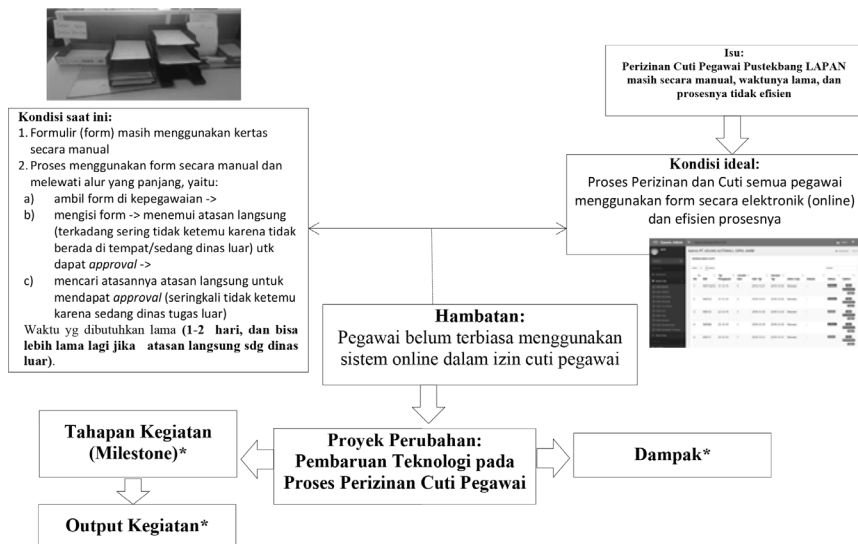 Isu:
Perizinan Cuti Pegawai Pustekbang LAPAN
masih secara manual, waktunya lama, dan
prosesnya tidak efisien
Kondisi saat ini:
1. Formulir (form) masih menggunakan kertas
secara manual
2. Proses menggunakan form secara manual dan
melewati alur yang panjang, yaitu:
a) ambil form di kepegawaian ->
b) mengisi form -> menemui atasan langsung
(terkadang sering tidak ketemu karena tidak
berada di tempat/sedang dinas luar) utk
dapat approval ->
c) mencari atasannya atasan langsung untuk
mendapat approval (seringkali tidak ketemu
karena sedang dinas tugas luar)
Waktu yg dibutuhkan lama (1-2 hari, dan bisa
lebih lama lagi jika atasan langsung sdg dinas
luar).
Kondisi ideal:
Proses Perizinan dan Cuti semua pegawai
menggunakan form secara elektronik (online)
dan efisien prosesnya
Hambatan:
Pegawai belum terbiasa menggunakan
sistem online dalam izin cuti pegawai
Tahapan Kegiatan
(Milestone)*
Proyek Perubahan:
Pembaruan Teknologi pada
Proses Perizinan Cuti Pegawai
Dampak*
Output Kegiatan*